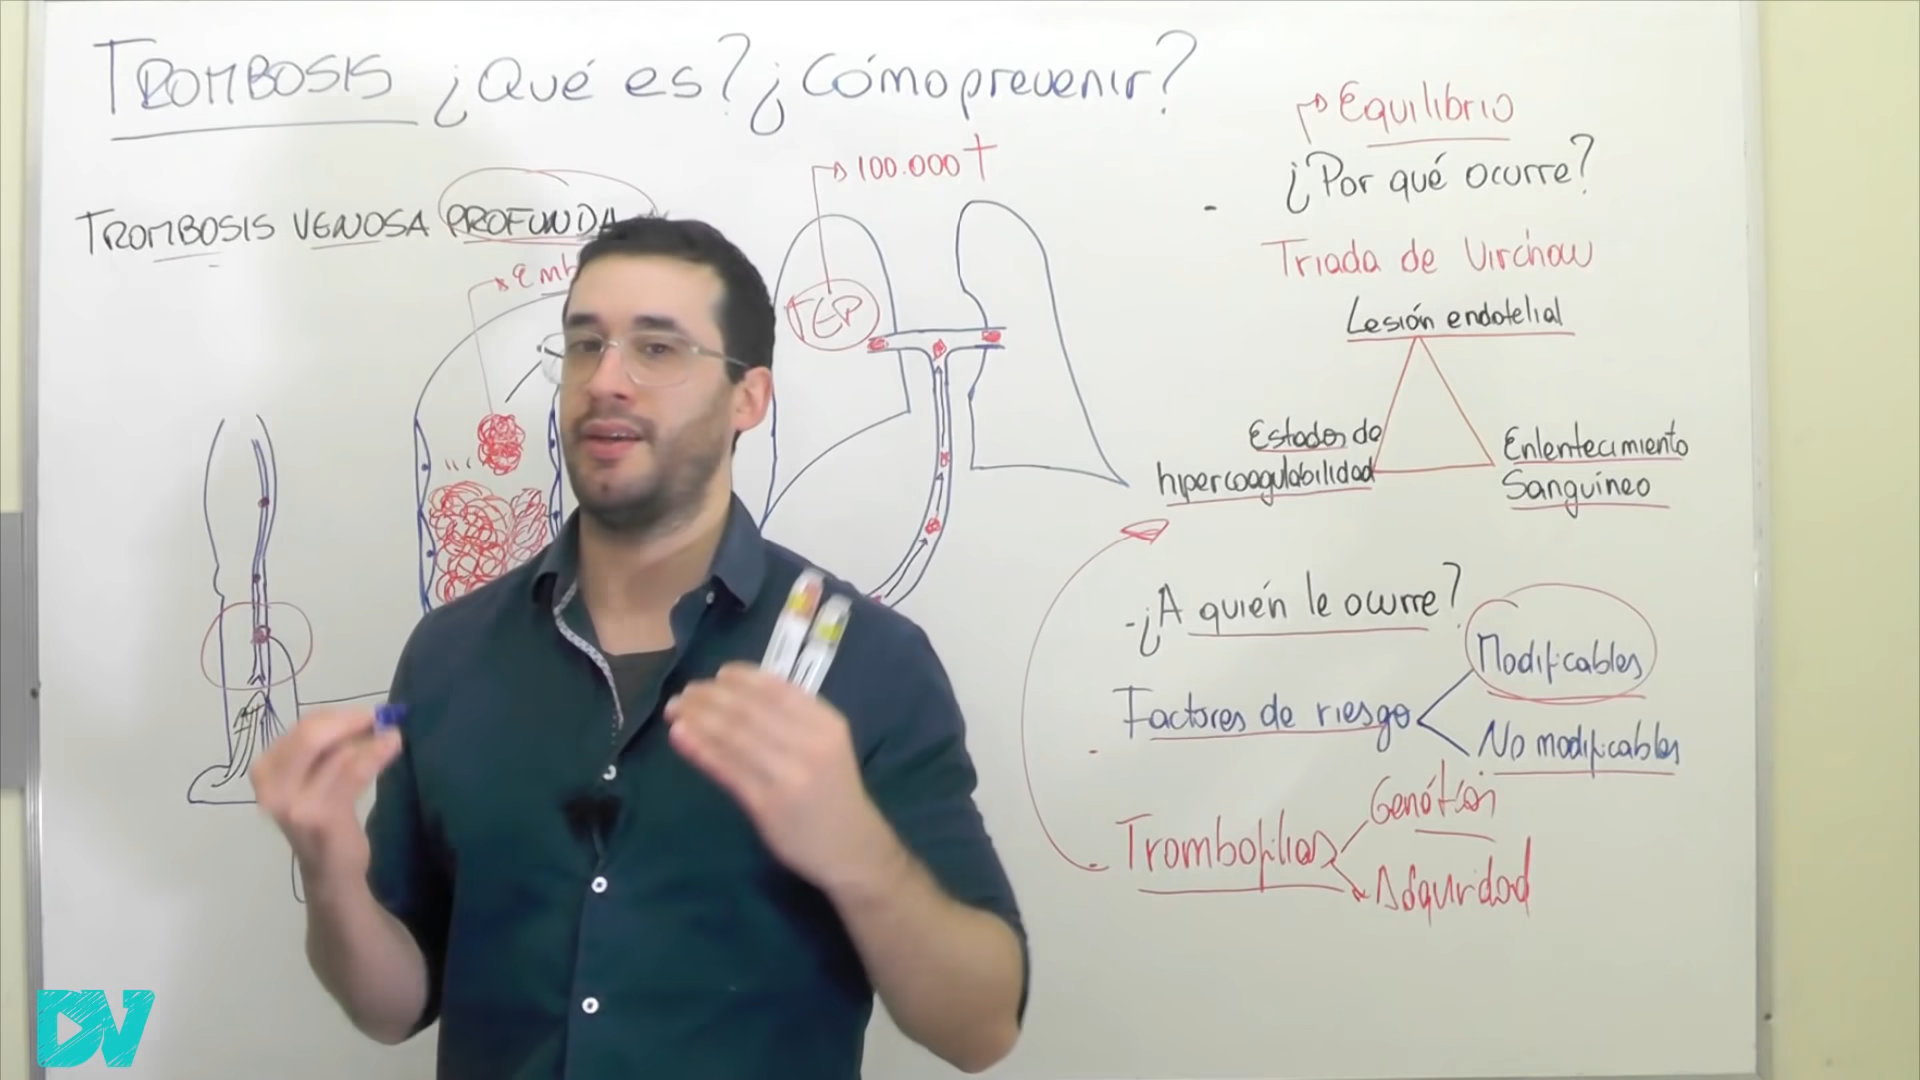 TROMBOSIS ¿Qué es? ¿Cómo prevenir?
TROMBOSIS VENOSA PROFUNDA
100.000 †
TEP
Equilibrio
¿Por qué ocurre?
Triada de Virchow
Lesión endotelial
Estados de
hipercoagulabilidad
Enlentecimiento
Sanguíneo
- ¿A quién le ocurre?
Factores de riesgo
Modificables
No modificables
- Trombofilias
DV